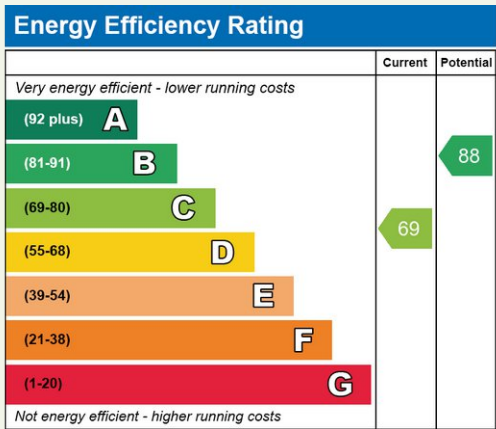 Energy Efficiency Rating
Current Potential
Very energy efficient - lower running costs
(92 plus) A
(81-91) B
88
(69-80) C
69
(55-68) D
(39-54) E
(21-38) F
(1-20) G
Not energy efficient - higher running costs